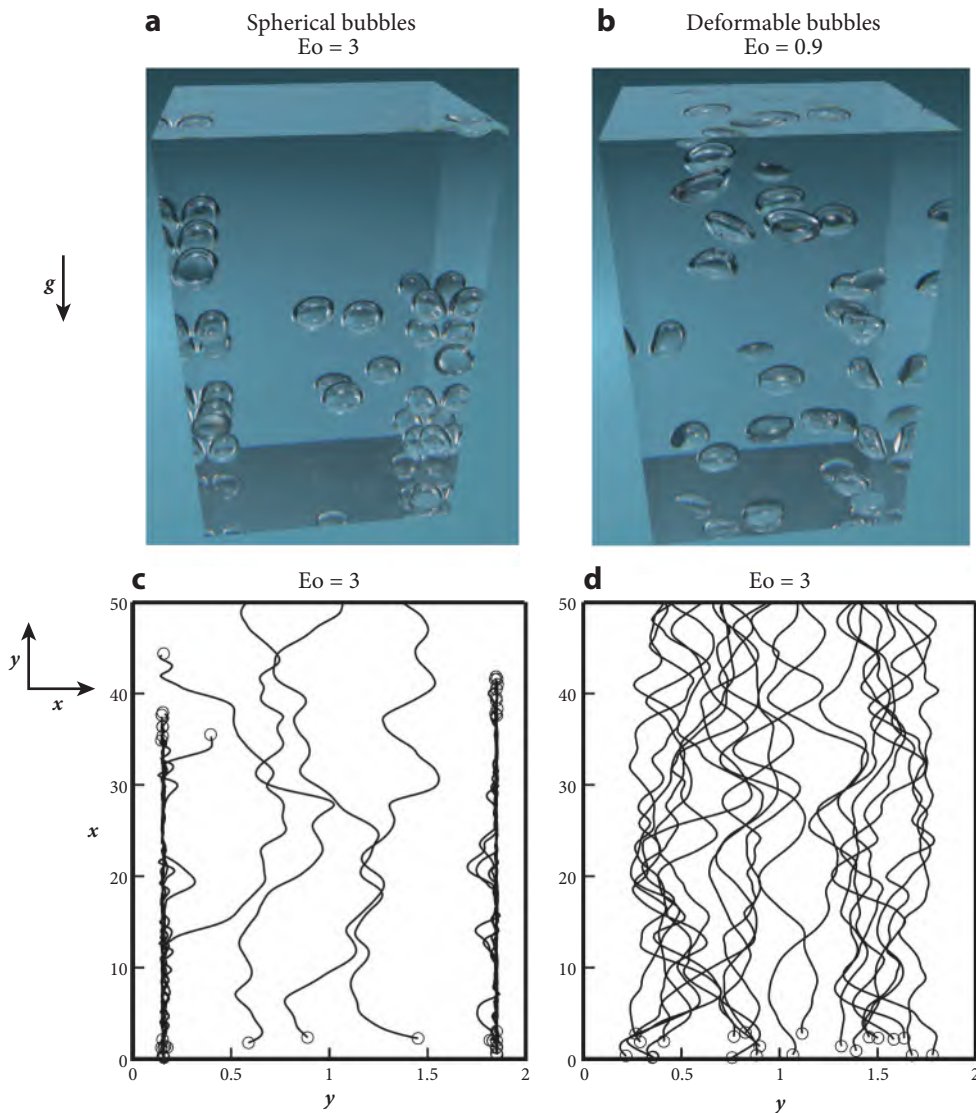 a
Spherical bubbles
Eo = 3
b
Deformable bubbles
Eo = 0.9
g
c
Eo = 3
d
Eo = 3
y
x
50
40
30
20
10
0
x
0
0.5
1
1.5
2
y
50
40
30
20
10
0
0
0.5
1
1.5
2
y